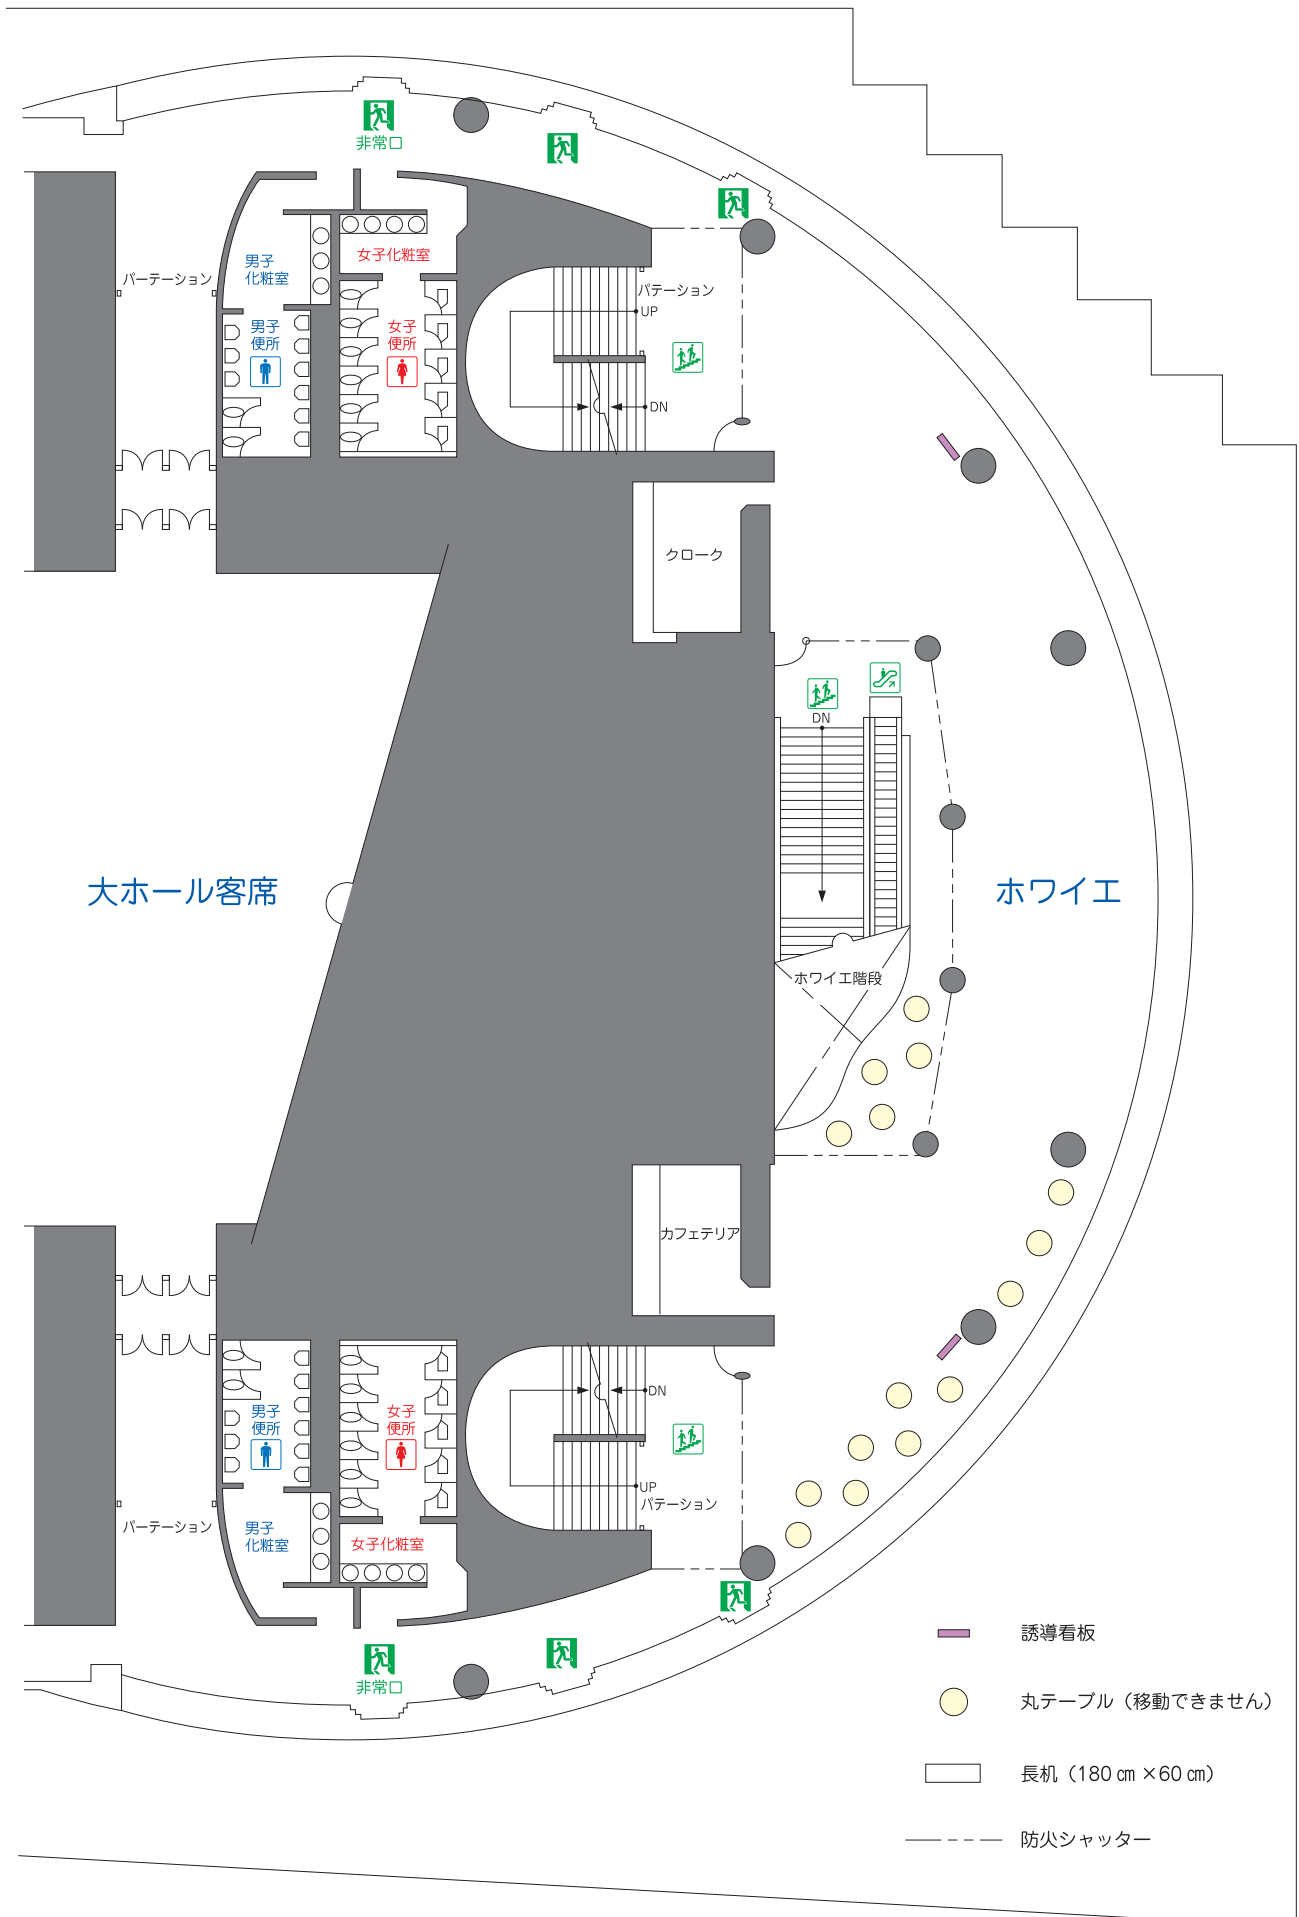 非常口
女子化粧室
男子
化粧室
パーテーション
パテーション
UP
男子
便所
女子
便所
DN
クローク
DN
大ホール客席
ホワイエ
ホワイエ階段
カフェテリア
DN
男子
便所
女子
便所
UP
パテーション
パーテーション
男子
化粧室
女子化粧室
非常口
誘導看板
丸テーブル（移動できません）
長机（180㎝×60㎝）
防火シャッター